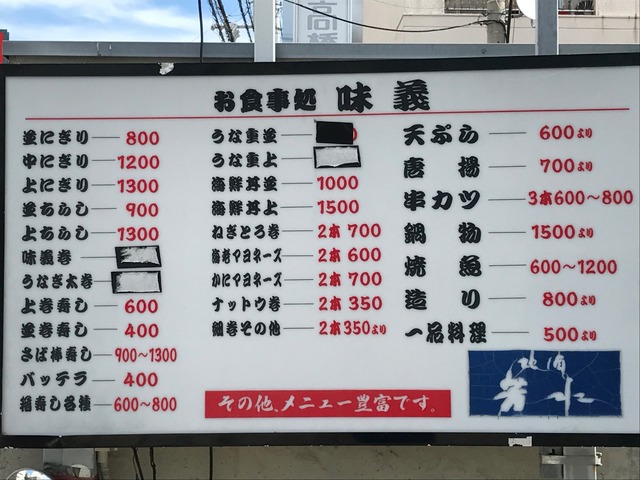 高橋
お食事処 味義
並にぎり 800
中にぎり 1200
上にぎり 1300
並ちらし 900
上ちらし 1300
味義巻
うなぎ太巻
上巻寿し 600
並巻寿し 400
さば棒寿し 900~1300
バッテラ 400
稲寿し各種 600~800
うな重並 0
うな重上
海鮮丼並 1000
海鮮丼上 1500
ねぎとろ巻 2本 700
海老マヨネーズ 2本 600
かにマヨネーズ 2本 700
ナットウ巻 2本 350
細巻その他 2本350より
天ぷら 600より
唐揚 700より
串カツ 3本600~800
鍋物 1500より
焼魚 600~1200
造り 800より
一品料理 500より
その他、メニュー豊富です。
地酒
若水